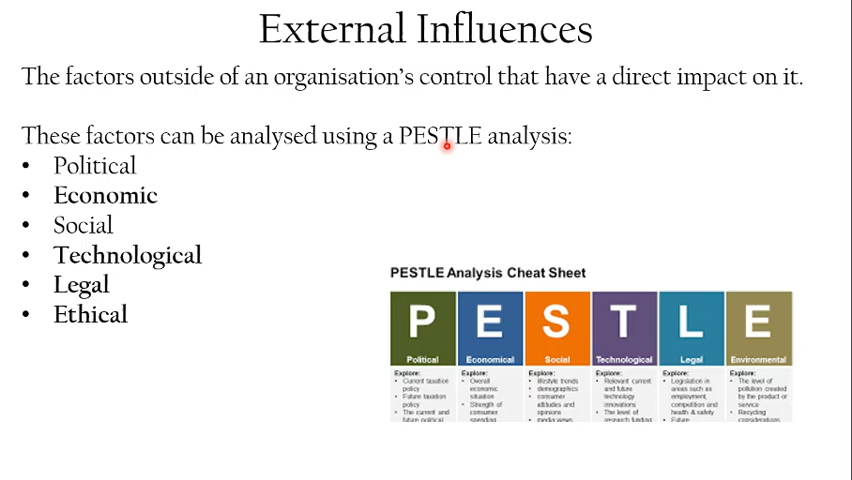 External Influences
The factors outside of an organisation's control that have a direct impact on it.
These factors can be analysed using a PESTLE analysis:
• Political
• Economic
• Social
• Technological
• Legal
• Ethical
PESTLE Analysis Cheat Sheet
P E S T L E
Political Economical Social Technological Legal Environmental
Explore:
• Current taxation
policy
• Future taxation
policy
• The current and
future political
Explore:
• Overall
economic
situation
• Strength of
consumer
spending
Explore:
• lifestyle trends
• demographics
• consumer
attitudes and
opinions
• media views
Explore:
• Relevant current
and future
technology
innovations
• The level of
research funding
Explore:
• Legislation in
areas such as
employment,
competition and
health & safety
• Future
Explore:
• The level of
pollution created
by the product or
service
• Recycling
considerations